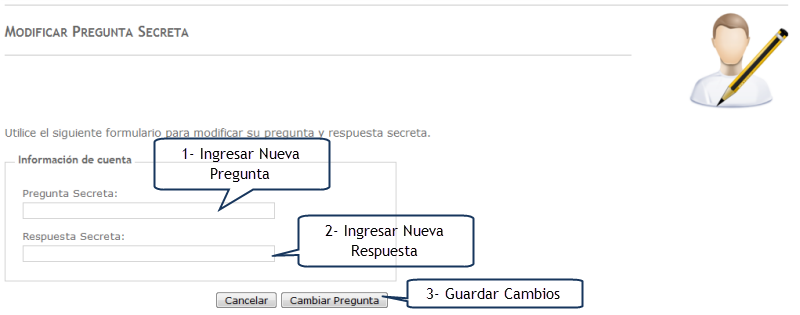 MODIFICAR PREGUNTA SECRETA
Utilice el siguiente formulario para modificar su pregunta y respuesta secreta.
Información de cuenta
1- Ingresar Nueva
Pregunta
Pregunta Secreta:
Respuesta Secreta:
2- Ingresar Nueva
Respuesta
Cancelar
Cambiar Pregunta
3- Guardar Cambios